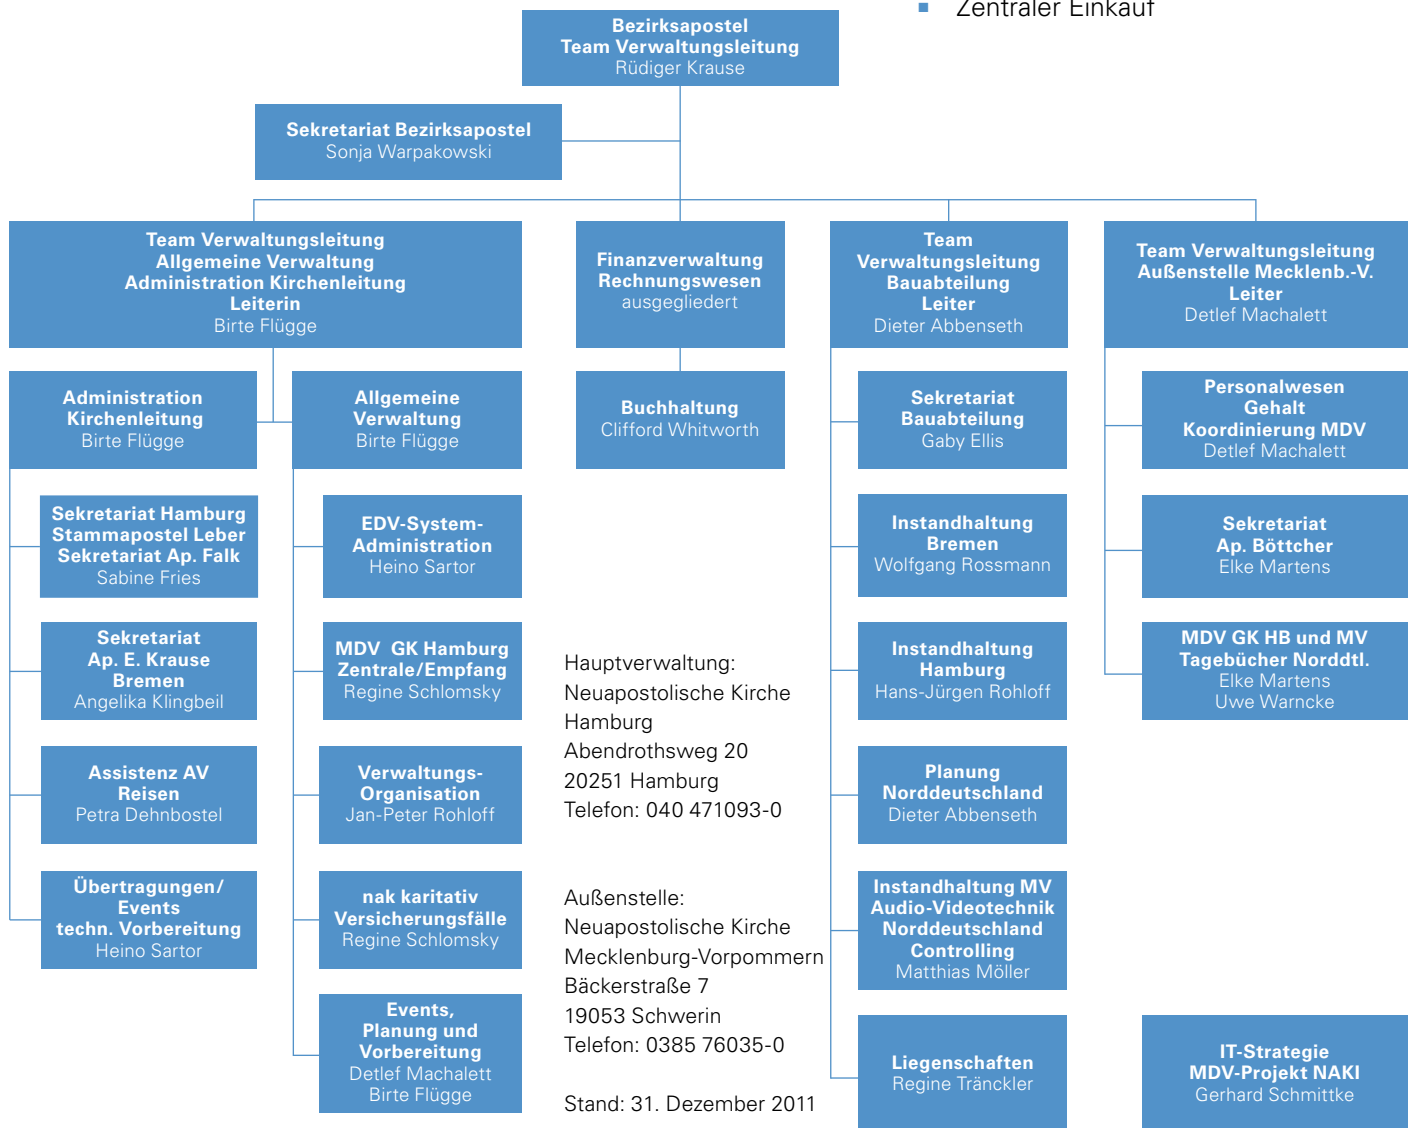 Zentraler Einkauf
Bezirksapostel
Team Verwaltungsleitung
Rüdiger Krause
Sekretariat Bezirksapostel
Sonja Warpakowski
Team Verwaltungsleitung
Allgemeine Verwaltung
Administration Kirchenleitung
Leiterin
Birte Flügge
Finanzverwaltung
Rechnungswesen
ausgegliedert
Team
Verwaltungsleitung
Bauabteilung
Leiter
Dieter Abbenseth
Team Verwaltungsleitung
Außenstelle Mecklenb.-V.
Leiter
Detlef Machalett
Administration
Kirchenleitung
Birte Flügge
Allgemeine
Verwaltung
Birte Flügge
Buchhaltung
Clifford Whitworth
Sekretariat
Bauabteilung
Gaby Ellis
Personalwesen
Gehalt
Koordinierung MDV
Detlef Machalett
Sekretariat Hamburg
Stammapostel Leber
Sekretariat Ap. Falk
Sabine Fries
EDV-System-
Administration
Heino Sartor
Instandhaltung
Bremen
Wolfgang Rossmann
Sekretariat
Ap. Böttcher
Elke Martens
Sekretariat
Ap. E. Krause
Bremen
Angelika Klingbeil
MDV GK Hamburg
Zentrale/Empfang
Regine Schlomsky
Instandhaltung
Hamburg
Hans-Jürgen Rohloff
MDV GK HB und MV
Tagebücher Norddtl.
Elke Martens
Uwe Warncke
Assistenz AV
Reisen
Petra Dehnbostel
Verwaltungs-
Organisation
Jan-Peter Rohloff
Planung
Norddeutschland
Dieter Abbenseth
Übertragungen/
Events
techn. Vorbereitung
Heino Sartor
nak karitativ
Versicherungsfälle
Regine Schlomsky
Instandhaltung MV
Audio-Videotechnik
Norddeutschland
Controlling
Matthias Möller
Events,
Planung und
Vorbereitung
Detlef Machalett
Birte Flügge
Liegenschaften
Regine Tränckler
IT-Strategie
MDV-Projekt NAKI
Gerhard Schmittke
Hauptverwaltung:
Neuapostolische Kirche
Hamburg
Abendrothsweg 20
20251 Hamburg
Telefon: 040 471093-0
Außenstelle:
Neuapostolische Kirche
Mecklenburg-Vorpommern
Bäckerstraße 7
19053 Schwerin
Telefon: 0385 76035-0
Stand: 31. Dezember 2011